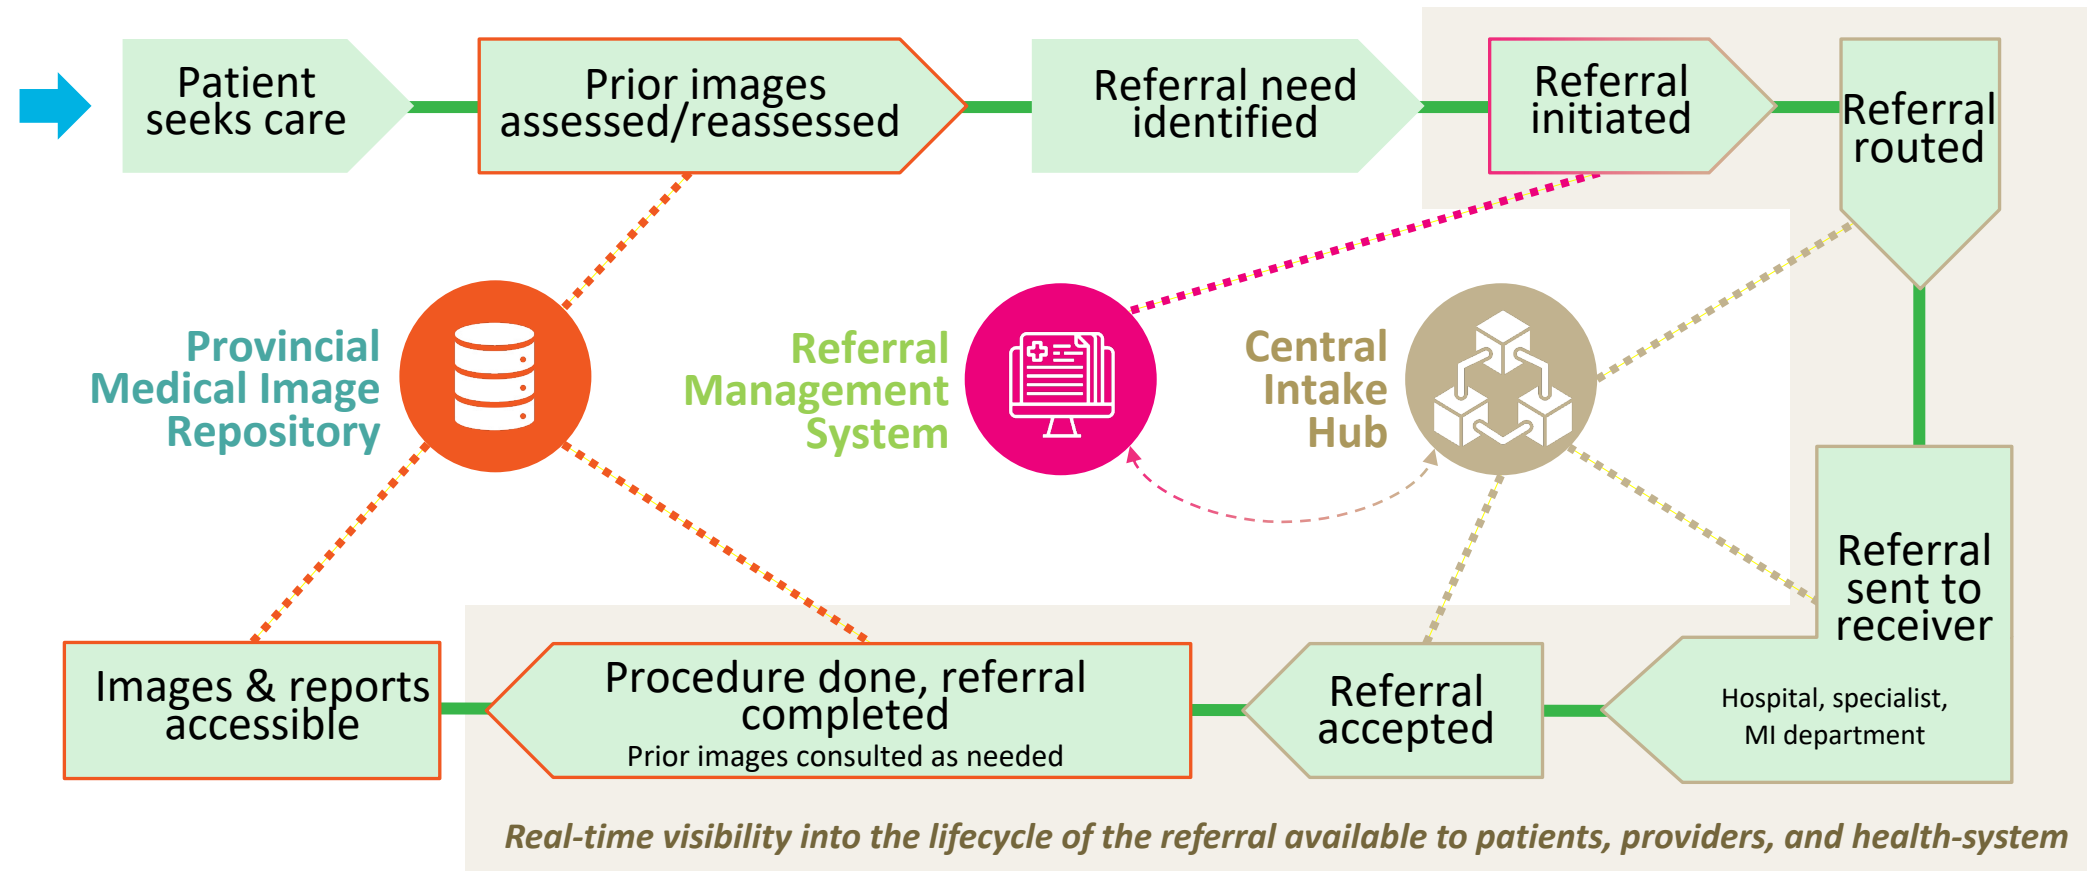 Patient
seeks care
Prior images
assessed/reassessed
Referral need
identified
Referral
initiated
Referral
routed
Provincial
Medical Image
Repository
Referral
Management
System
Central
Intake
Hub
Referral
sent to
receiver
Hospital, specialist,
MI department
Referral
accepted
Procedure done, referral
completed
Prior images consulted as needed
Images & reports
accessible
Real-time visibility into the lifecycle of the referral available to patients, providers, and health-system